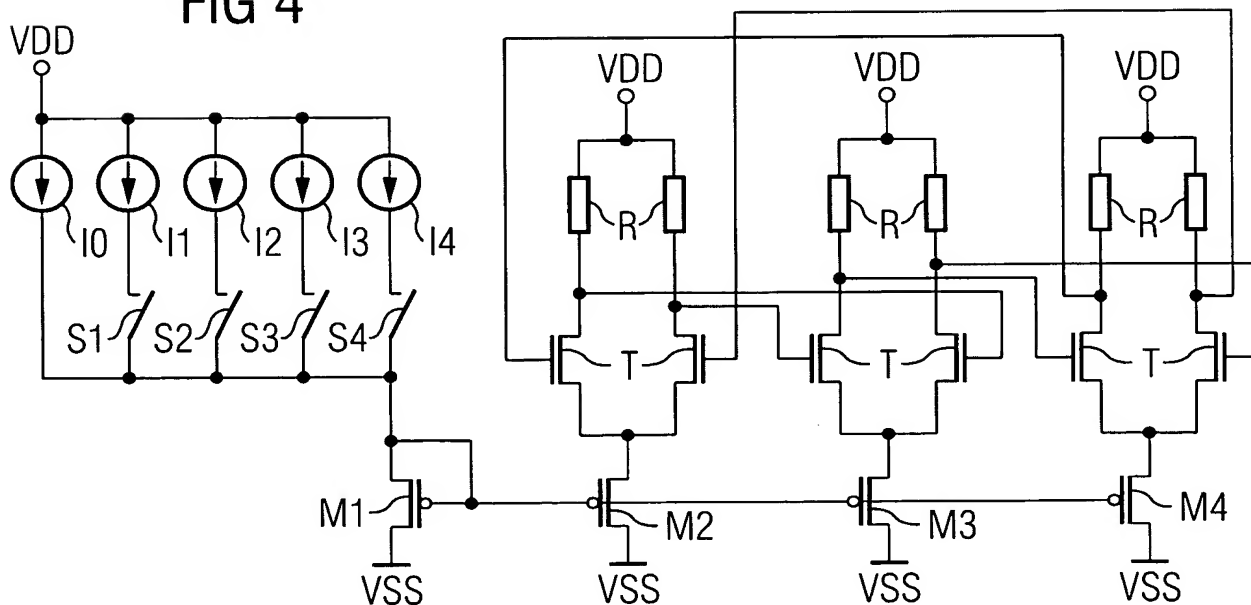 FIG 4
VDD
VDD
VDD
VDD
I0
I1
I2
I3
I4
R
R
R
S1
S2
S3
S4
T
T
T
M1
M2
M3
M4
VSS
VSS
VSS
VSS